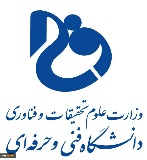 وزارت علوم تحقیقات و فناوری
دانشگاه فنی و حرفه‌ای